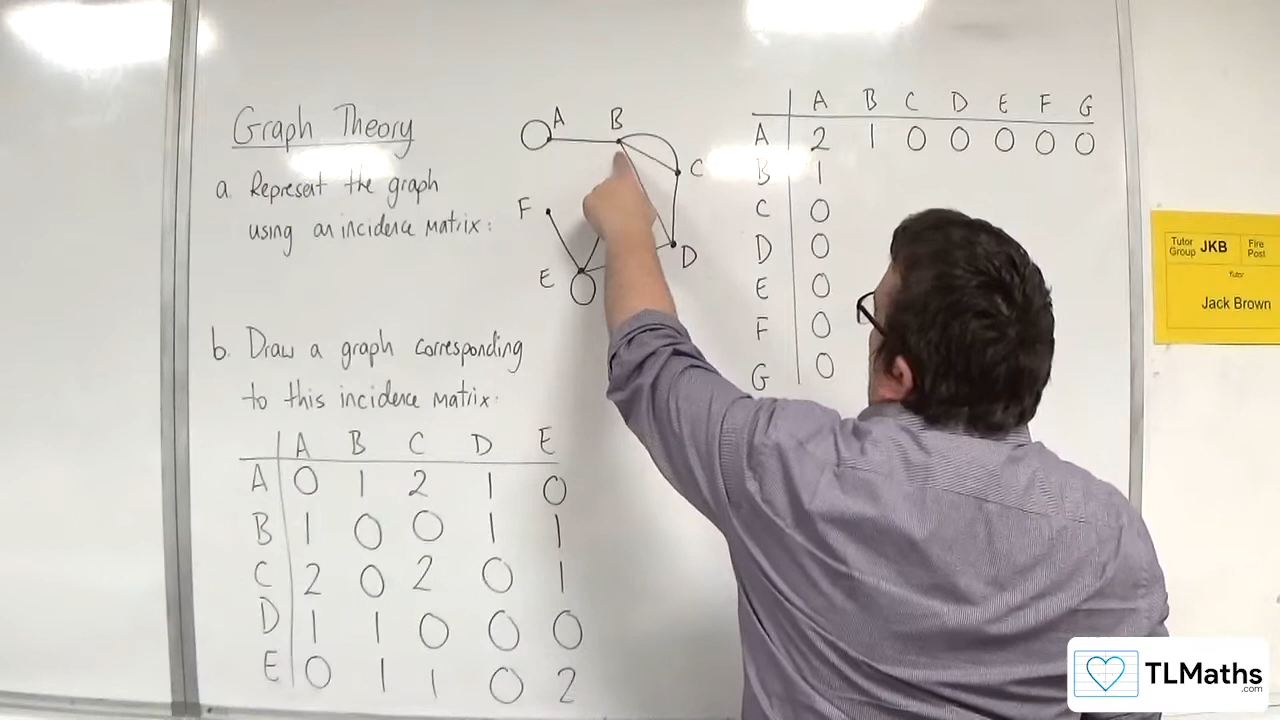 Graph Theory
a. Represent the graph
using an incidence matrix:
A
B
C
F
D
E
A B C D E F G
A 2 1 0 0 0 0 0
B 1
C 0
D 0
E 0
F 0
G 0
b. Draw a graph corresponding
to this incidence matrix:
A B C D E
A 0 1 2 1 0
B 1 0 0 1 1
C 2 0 2 0 1
D 1 1 0 0 0
E 0 1 1 0 2
Tutor Group JKB Fire Post
Tutor
Jack Brown
TLMaths
.com